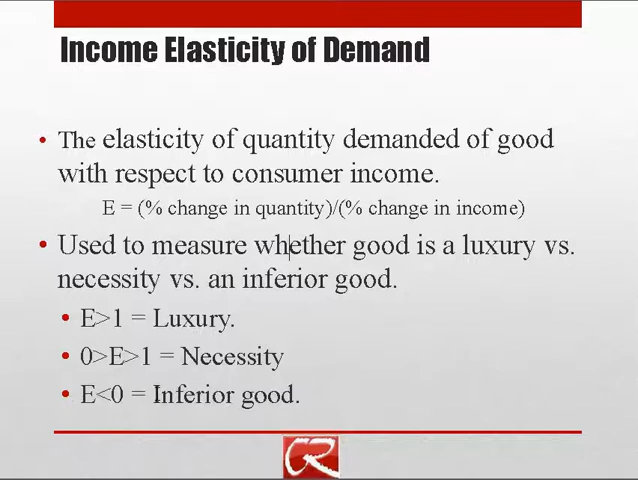 Income Elasticity of Demand
• The elasticity of quantity demanded of good
with respect to consumer income.
E = (% change in quantity)/(% change in income)
• Used to measure whether good is a luxury vs.
necessity vs. an inferior good.
• E>1 = Luxury.
• 0>E>1 = Necessity
• E<0 = Inferior good.